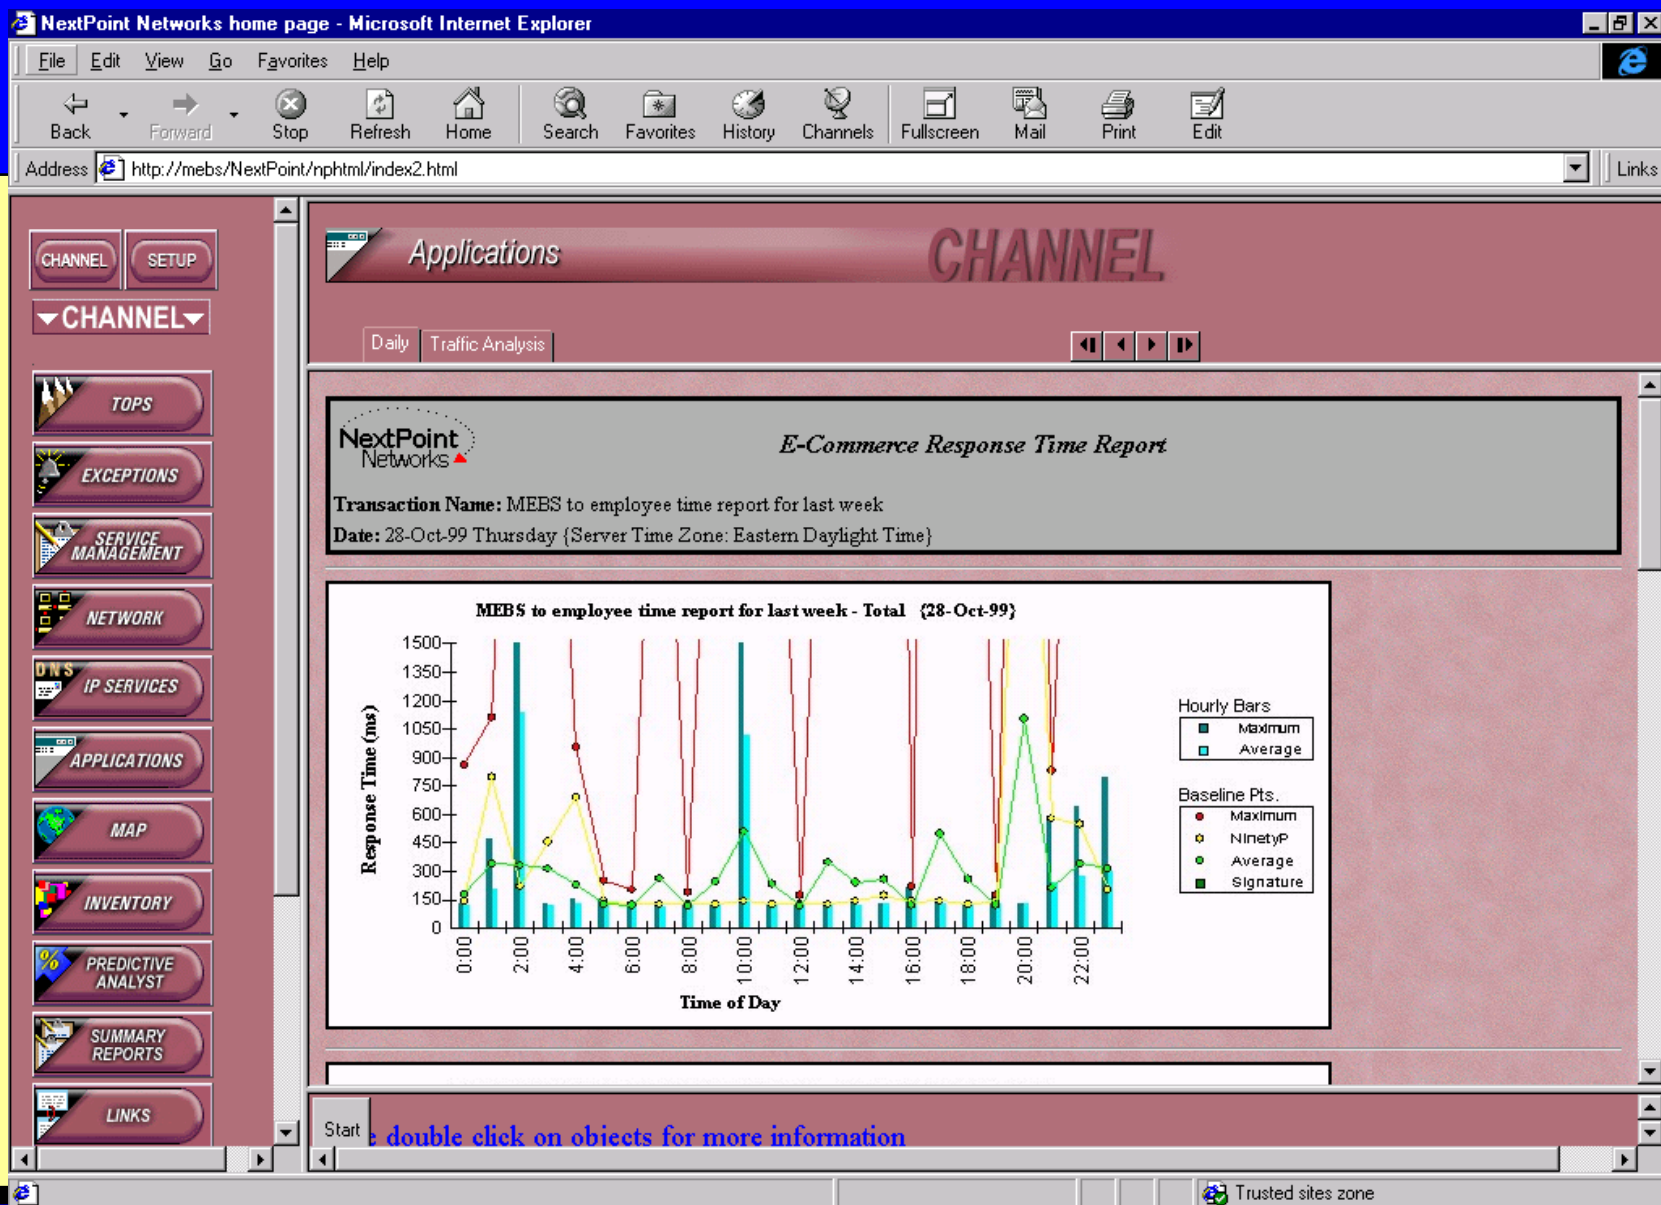 NextPoint Networks home page - Microsoft Internet Explorer
File Edit View Go Favorites Help
Back Forward Stop Refresh Home Search Favorites History Channels Fullscreen Mail Print Edit
Address http://mebs/NextPoint/nphtml/index2.html Links
CHANNEL SETUP
CHANNEL
TOPS
EXCEPTIONS
SERVICE
MANAGEMENT
NETWORK
DNS
IP SERVICES
APPLICATIONS
MAP
INVENTORY
%
PREDICTIVE
ANALYST
SUMMARY
REPORTS
LINKS
Applications CHANNEL
Daily Traffic Analysis
NextPoint
Networks
E-Commerce Response Time Report
Transaction Name: MEBS to employee time report for last week
Date: 28-Oct-99 Thursday {Server Time Zone: Eastern Daylight Time}
MEBS to employee time report for last week - Total {28-Oct-99}
Response Time (ms)
1500
1350
1200
1050
900
750
600
450
300
150
0
0:00 2:00 4:00 6:00 8:00 10:00 12:00 14:00 16:00 18:00 20:00 22:00
Time of Day
Hourly Bars
Maximum
Average
Baseline Pts.
Maximum
NinetyP
Average
Signature
Start
e double click on objects for more information
Trusted sites zone